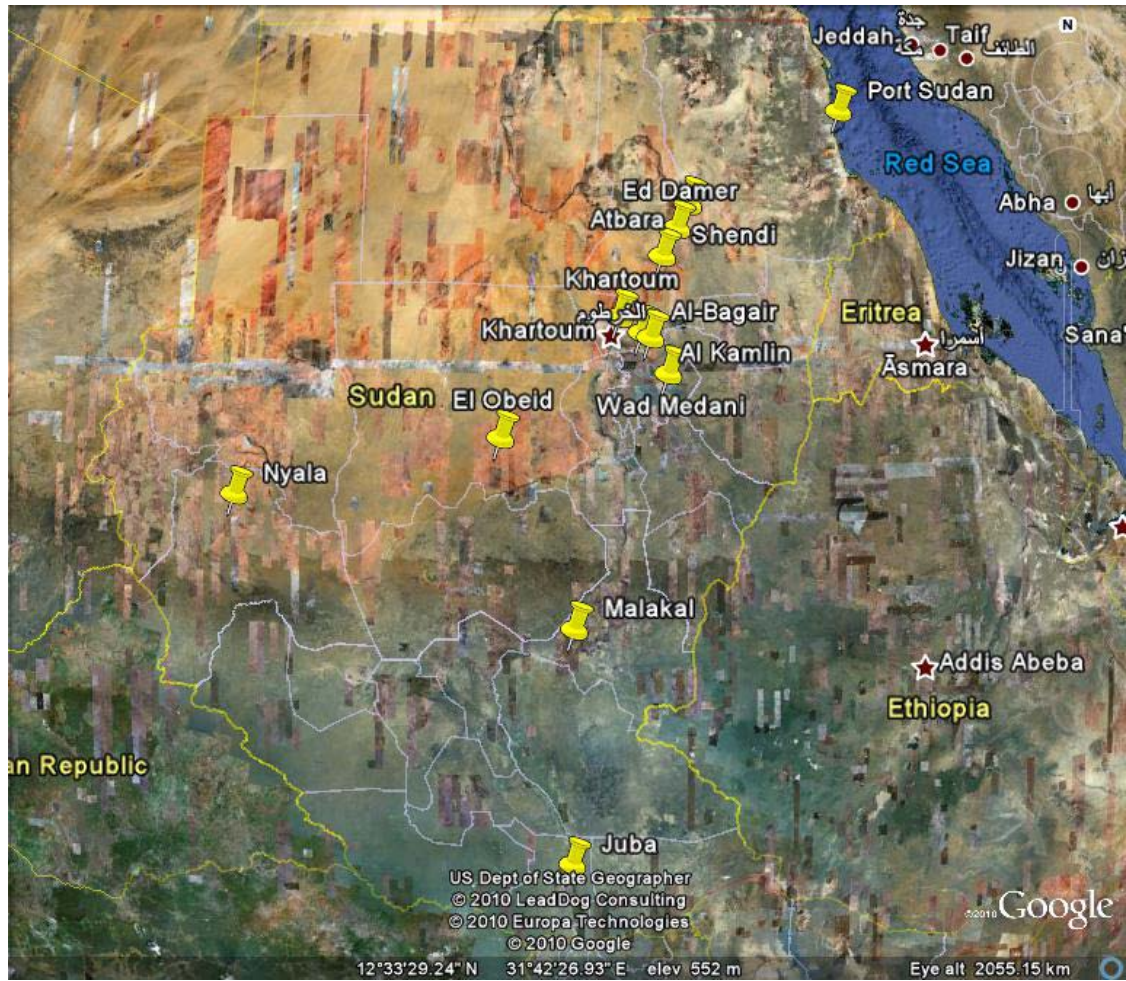 جدة
Jeddah
Taif
الطائف
مكة
N
Port Sudan
Red Sea
Ed Damer
Abha
أبها
Atbara
Shendi
Jizan
Khartoum
Al-Bagair
Eritrea
الخرطوم
Khartoum
أسمرا
Sana'
Al Kamlin
Āsmara
Sudan
El Obeid
Wad Medani
Nyala
Malakal
Addis Abeba
Ethiopia
an Republic
Juba
US Dept of State Geographer
© 2010 LeadDog Consulting
© 2010 Europa Technologies
© 2010 Google
©2010 Google
12°33'29.24" N 31°42'26.93" E elev 552 m
Eye alt 2055.15 km